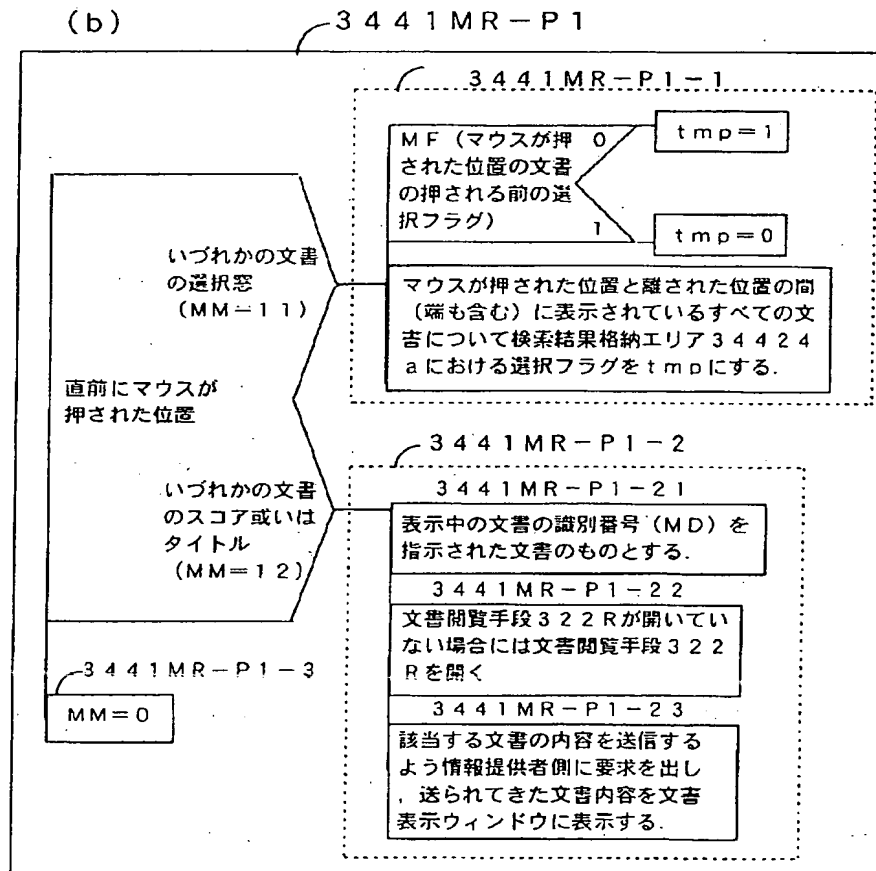 (b)
3441MR-P1
3441MR-P1-1
MF(マウスが押 0
された位置の文書
の押される前の選
択フラグ) 1
tmp=1
tmp=0
マウスが押された位置と離された位置の間
(端も含む)に表示されているすべての文
書について検索結果格納エリア34424
aにおける選択フラグをtmpにする.
いづれかの文書
の選択窓
(MM=11)
直前にマウスが
押された位置
いづれかの文書
のスコア或いは
タイトル
(MM=12)
3441MR-P1-2
3441MR-P1-21
表示中の文書の識別番号(MD)を
指示された文書のものとする.
3441MR-P1-22
文書閲覧手段322Rが開いてい
ない場合には文書閲覧手段322
Rを開く
3441MR-P1-23
該当する文書の内容を送信する
よう情報提供者側に要求を出し
,送られてきた文書内容を文書
表示ウィンドウに表示する.
3441MR-P1-3
MM=0